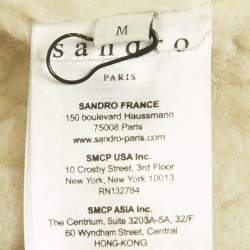 M
sandro
PARIS
SANDRO FRANCE
150 boulevard Haussmann
75008 Paris
www.sandro-paris.com
SMCP USA Inc.
10 Crosby Street, 3rd Floor
New York, New York 10013
RN132784
SMCP ASIA Inc.
The Centrium, Suite 3203A-5A, 32/F
60 Wyndham Street, Central
HONG-KONG